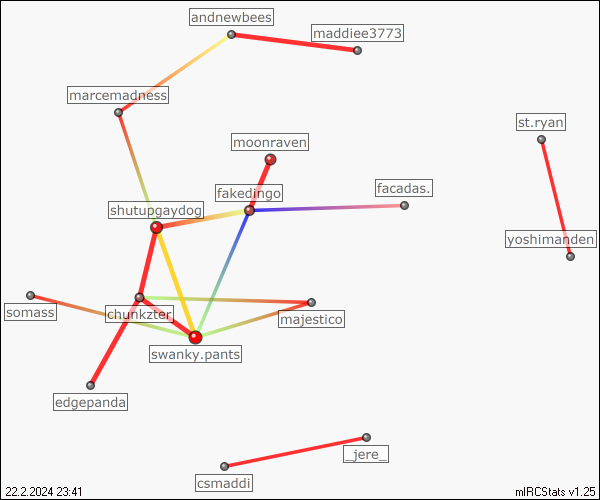 andnewbees
maddiee3773
marcemadness
st.ryan
moonraven
facadas.
fakedingo
shutupgaydog
yoshimanden
somass
chunkzter
majestico
swanky.pants
edgepanda
_jere_
csmaddi
22.2.2024 23:41
mIRCStats v1.25